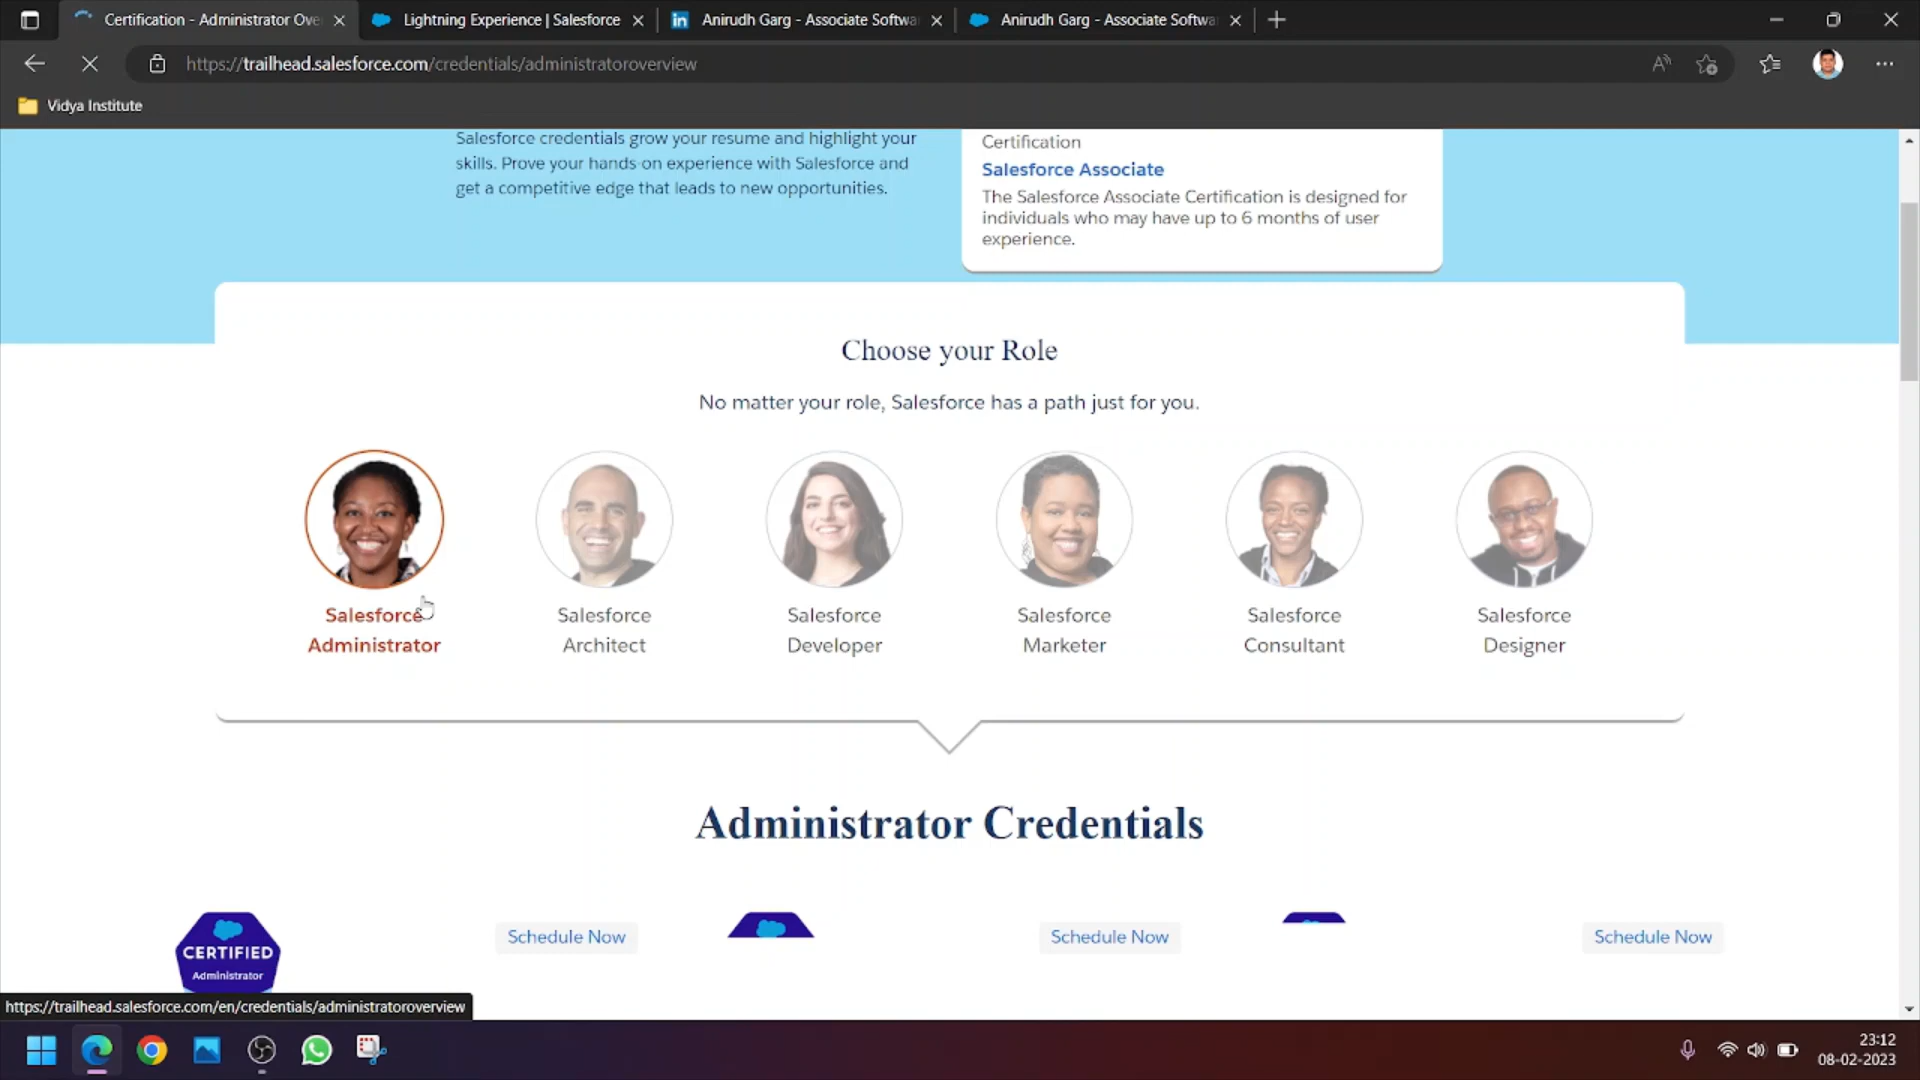 Certification - Administrator Ove
Lightning Experience | Salesforce
Anirudh Garg - Associate Softwa
Anirudh Garg - Associate Softwa
https://trailhead.salesforce.com/credentials/administratoroverview
Vidya Institute
Salesforce credentials grow your resume and highlight your
skills. Prove your hands-on experience with Salesforce and
get a competitive edge that leads to new opportunities.
Certification
Salesforce Associate
The Salesforce Associate Certification is designed for
individuals who may have up to 6 months of user
experience.
Choose your Role
No matter your role, Salesforce has a path just for you.
Salesforce
Administrator
Salesforce
Architect
Salesforce
Developer
Salesforce
Marketer
Salesforce
Consultant
Salesforce
Designer
Administrator Credentials
CERTIFIED
Administrator
Schedule Now
Schedule Now
Schedule Now
https://trailhead.salesforce.com/en/credentials/administratoroverview
23:12
08-02-2023